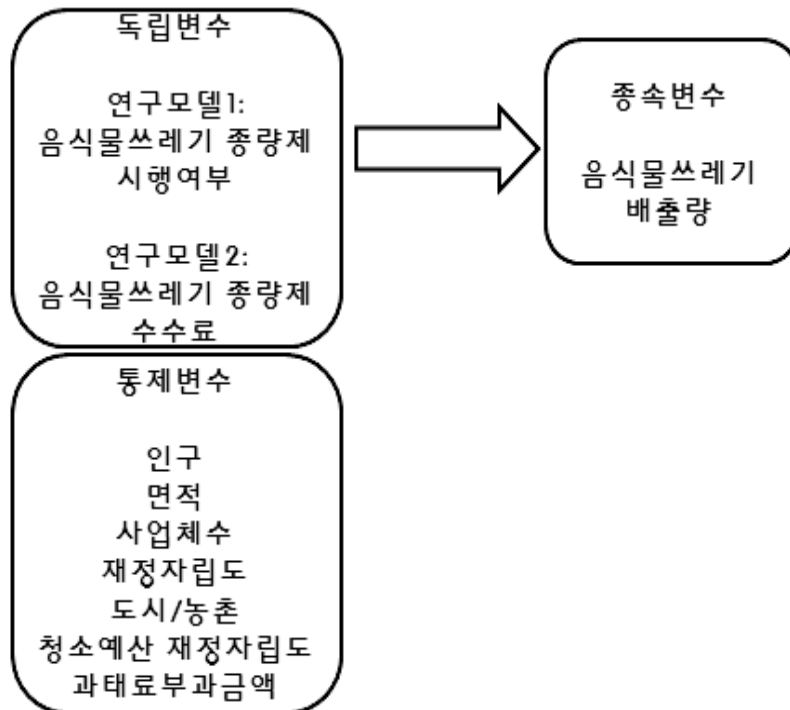 독립변수
연구모델1:
음식물쓰레기 종량제
시행여부
연구모델2:
음식물쓰레기 종량제
수수료
종속변수
음식물쓰레기
배출량
통제변수
인구
면적
사업체수
재정자립도
도시/농촌
청소예산 재정자립도
과태료부과금액